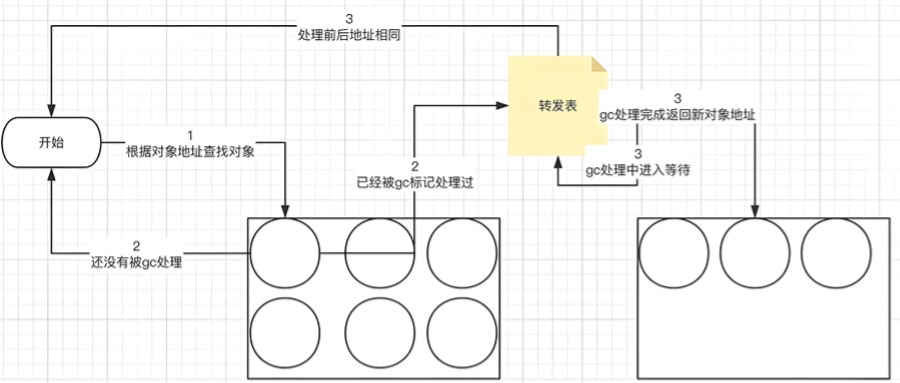 3
处理前后地址相同
转发表
3
gc处理完成返回新对象地址
开始
1
根据对象地址查找对象
3
gc处理中进入等待
2
已经被gc标记处理过
2
还没有被gc处理